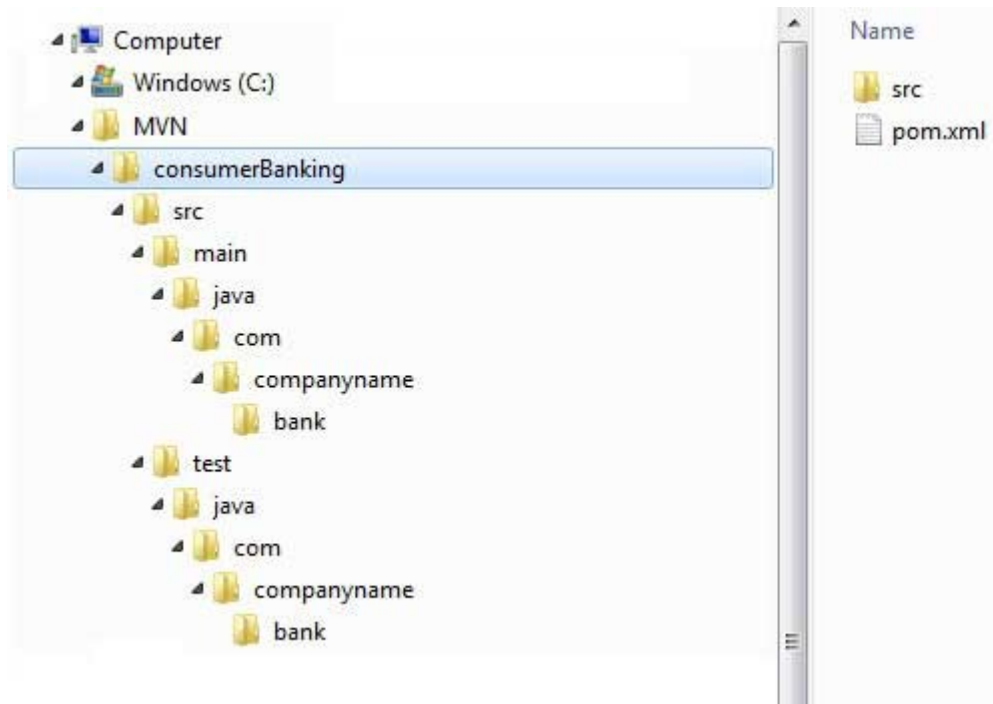 Computer
Windows (C:)
MVN
consumerBanking
src
main
java
com
companyname
bank
test
java
com
companyname
bank
Name
src
pom.xml